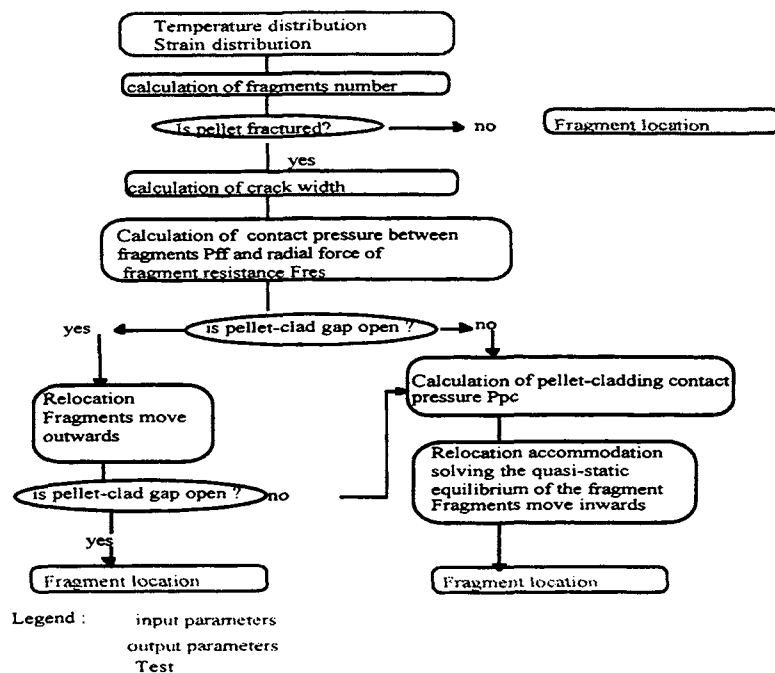 Temperature distribution
Strain distribution
calculation of fragments number
Is pellet fractured?
no
Fragment location
yes
calculation of crack width
Calculation of contact pressure between
fragments Pff and radial force of
fragment resistance Fres
is pellet-clad gap open ?
yes
no
Relocation
Fragments move
outwards
Calculation of pellet-cladding contact
pressure Ppc
is pellet-clad gap open ?
no
Relocation accommodation
solving the quasi-static
equilibrium of the fragment
Fragments move inwards
yes
Fragment location
Fragment location
Legend :
input parameters
output parameters
Test